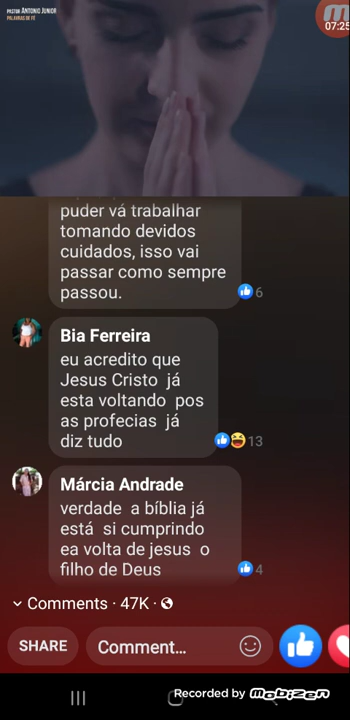 PASTOR ANTONIO JUNIOR
PALAVRAS DE FÉ
07:25
puder vá trabalhar
tomando devidos
cuidados, isso vai
passar como sempre
passou.
6
Bia Ferreira
eu acredito que
Jesus Cristo já
esta voltando pos
as profecias já
diz tudo
13
Márcia Andrade
verdade a bíblia já
está si cumprindo
ea volta de jesus o
filho de Deus
4
Comments · 47K ·
SHARE
Comment...
Recorded by mobizen